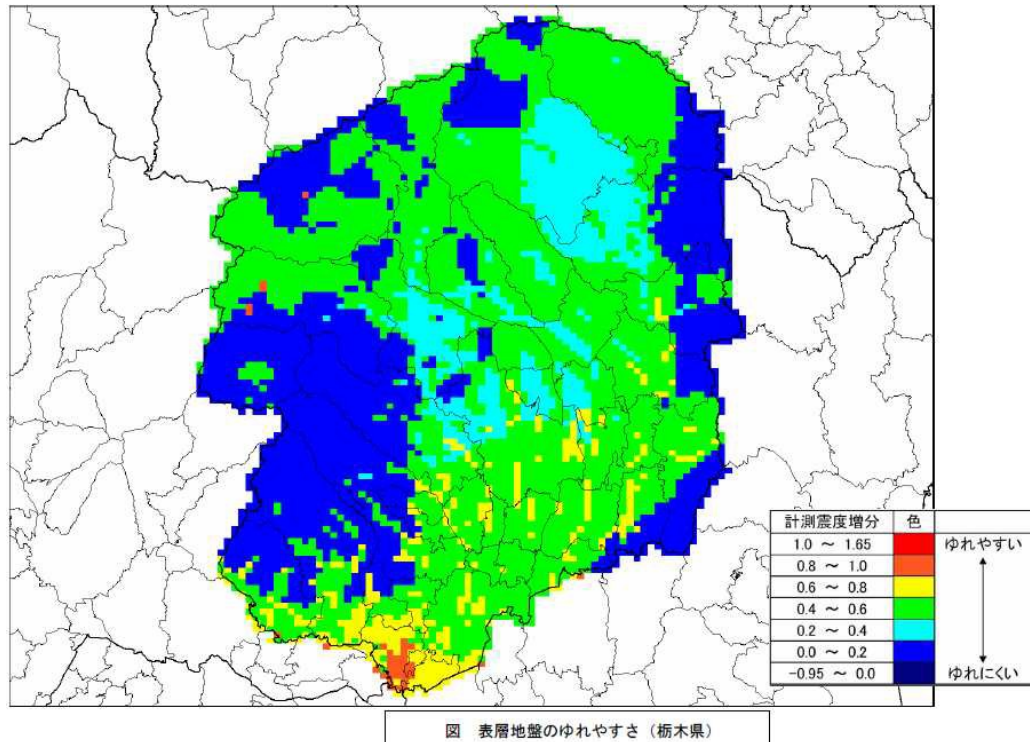 計測震度増分 色
1.0 ～ 1.65 ゆれやすい
0.8 ～ 1.0
0.6 ～ 0.8
0.4 ～ 0.6
0.2 ～ 0.4
0.0 ～ 0.2
-0.95 ～ 0.0 ゆれにくい
図 表層地盤のゆれやすさ（栃木県）